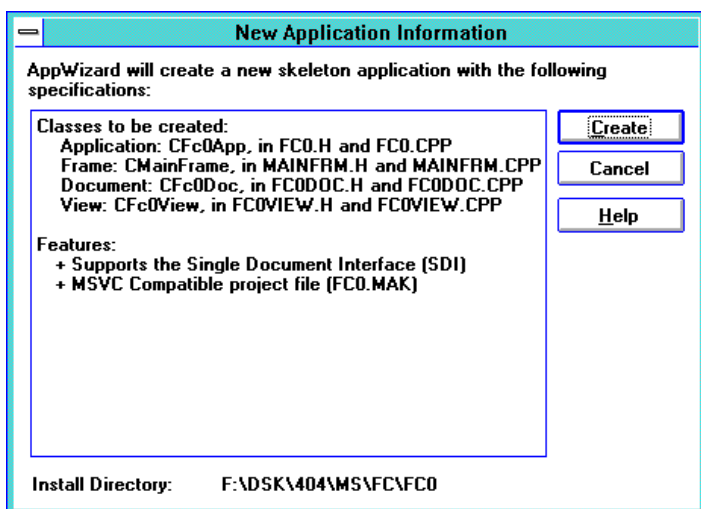 New Application Information
AppWizard will create a new skeleton application with the following
specifications:
Classes to be created:
Application: CFc0App, in FC0.H and FC0.CPP
Frame: CMainFrame, in MAINFRM.H and MAINFRM.CPP
Document: CFc0Doc, in FC0DOC.H and FC0DOC.CPP
View: CFc0View, in FC0VIEW.H and FC0VIEW.CPP
Features:
+ Supports the Single Document Interface (SDI)
+ MSVC Compatible project file (FC0.MAK)
Create
Cancel
Help
Install Directory: F:\DSK\404\MS\FC\FC0